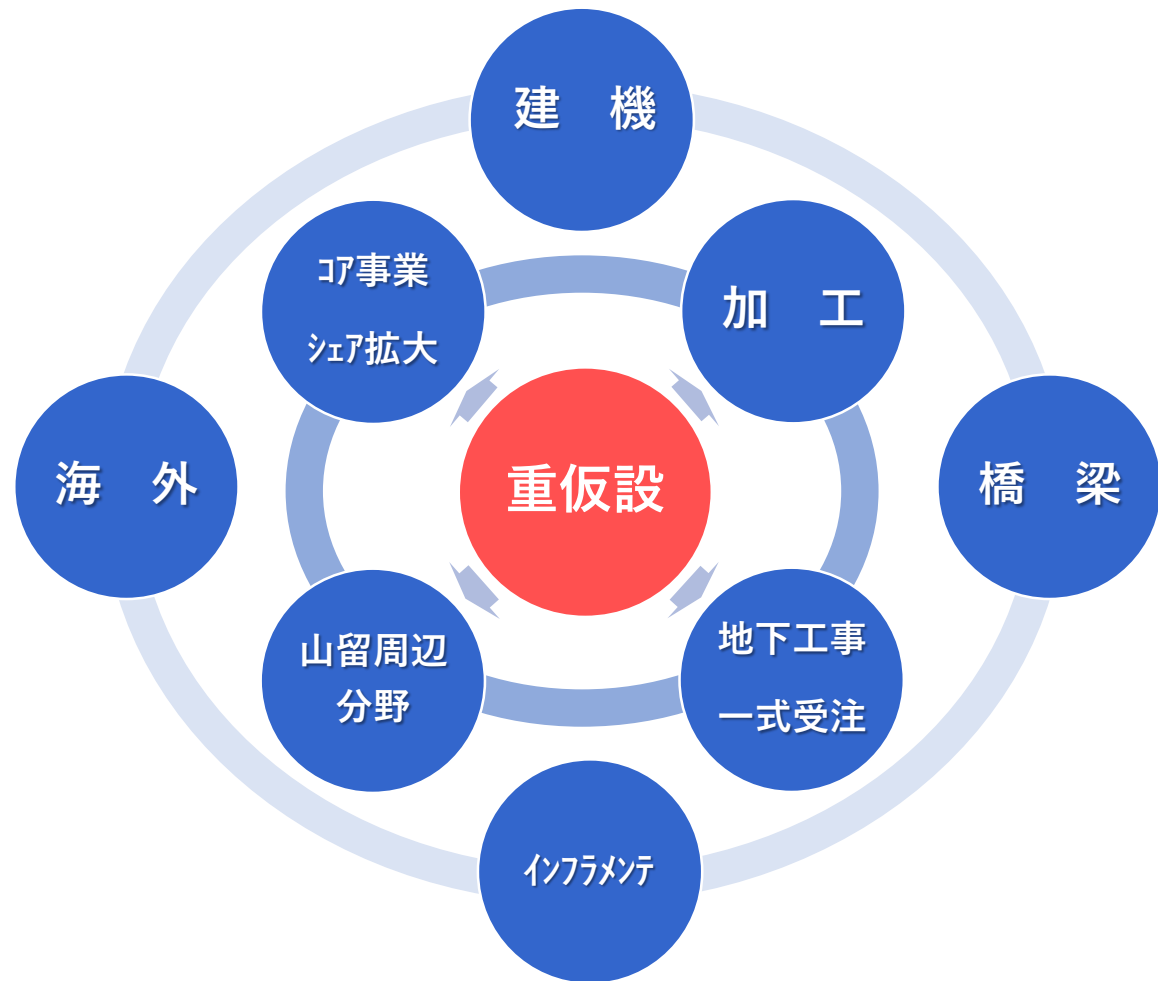 建　機
ｺｱ事業
ｼｪｱ拡大
加　工
海　外
重仮設
橋　梁
山留周辺
分野
地下工事
一式受注
ｲﾝﾌﾗﾒﾝﾃ